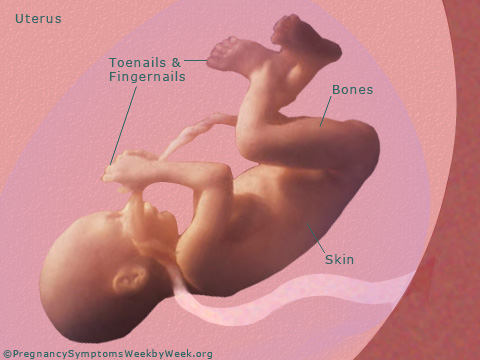 Uterus
Toenails &
Fingernails
Bones
Skin
©PregnancySymptomsWeekbyWeek.org